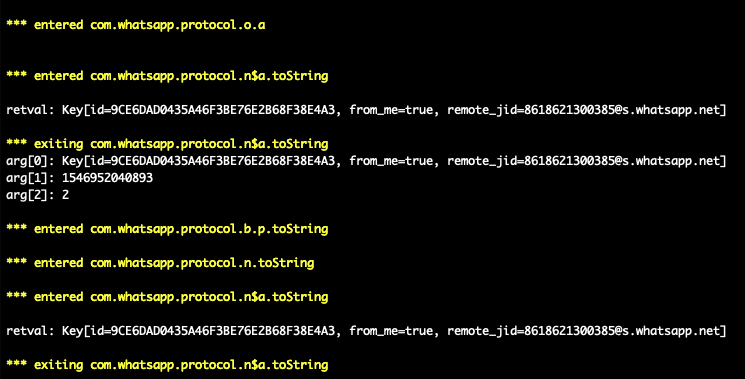 *** entered com.whatsapp.protocol.o.a
*** entered com.whatsapp.protocol.n$a.toString
retval: Key[id=9CE6DAD0435A46F3BE76E2B68F38E4A3, from_me=true, remote_jid=8618621300385@s.whatsapp.net]
*** exiting com.whatsapp.protocol.n$a.toString
arg[0]: Key[id=9CE6DAD0435A46F3BE76E2B68F38E4A3, from_me=true, remote_jid=8618621300385@s.whatsapp.net]
arg[1]: 1546952040893
arg[2]: 2
*** entered com.whatsapp.protocol.b.p.toString
*** entered com.whatsapp.protocol.n.toString
*** entered com.whatsapp.protocol.n$a.toString
retval: Key[id=9CE6DAD0435A46F3BE76E2B68F38E4A3, from_me=true, remote_jid=8618621300385@s.whatsapp.net]
*** exiting com.whatsapp.protocol.n$a.toString